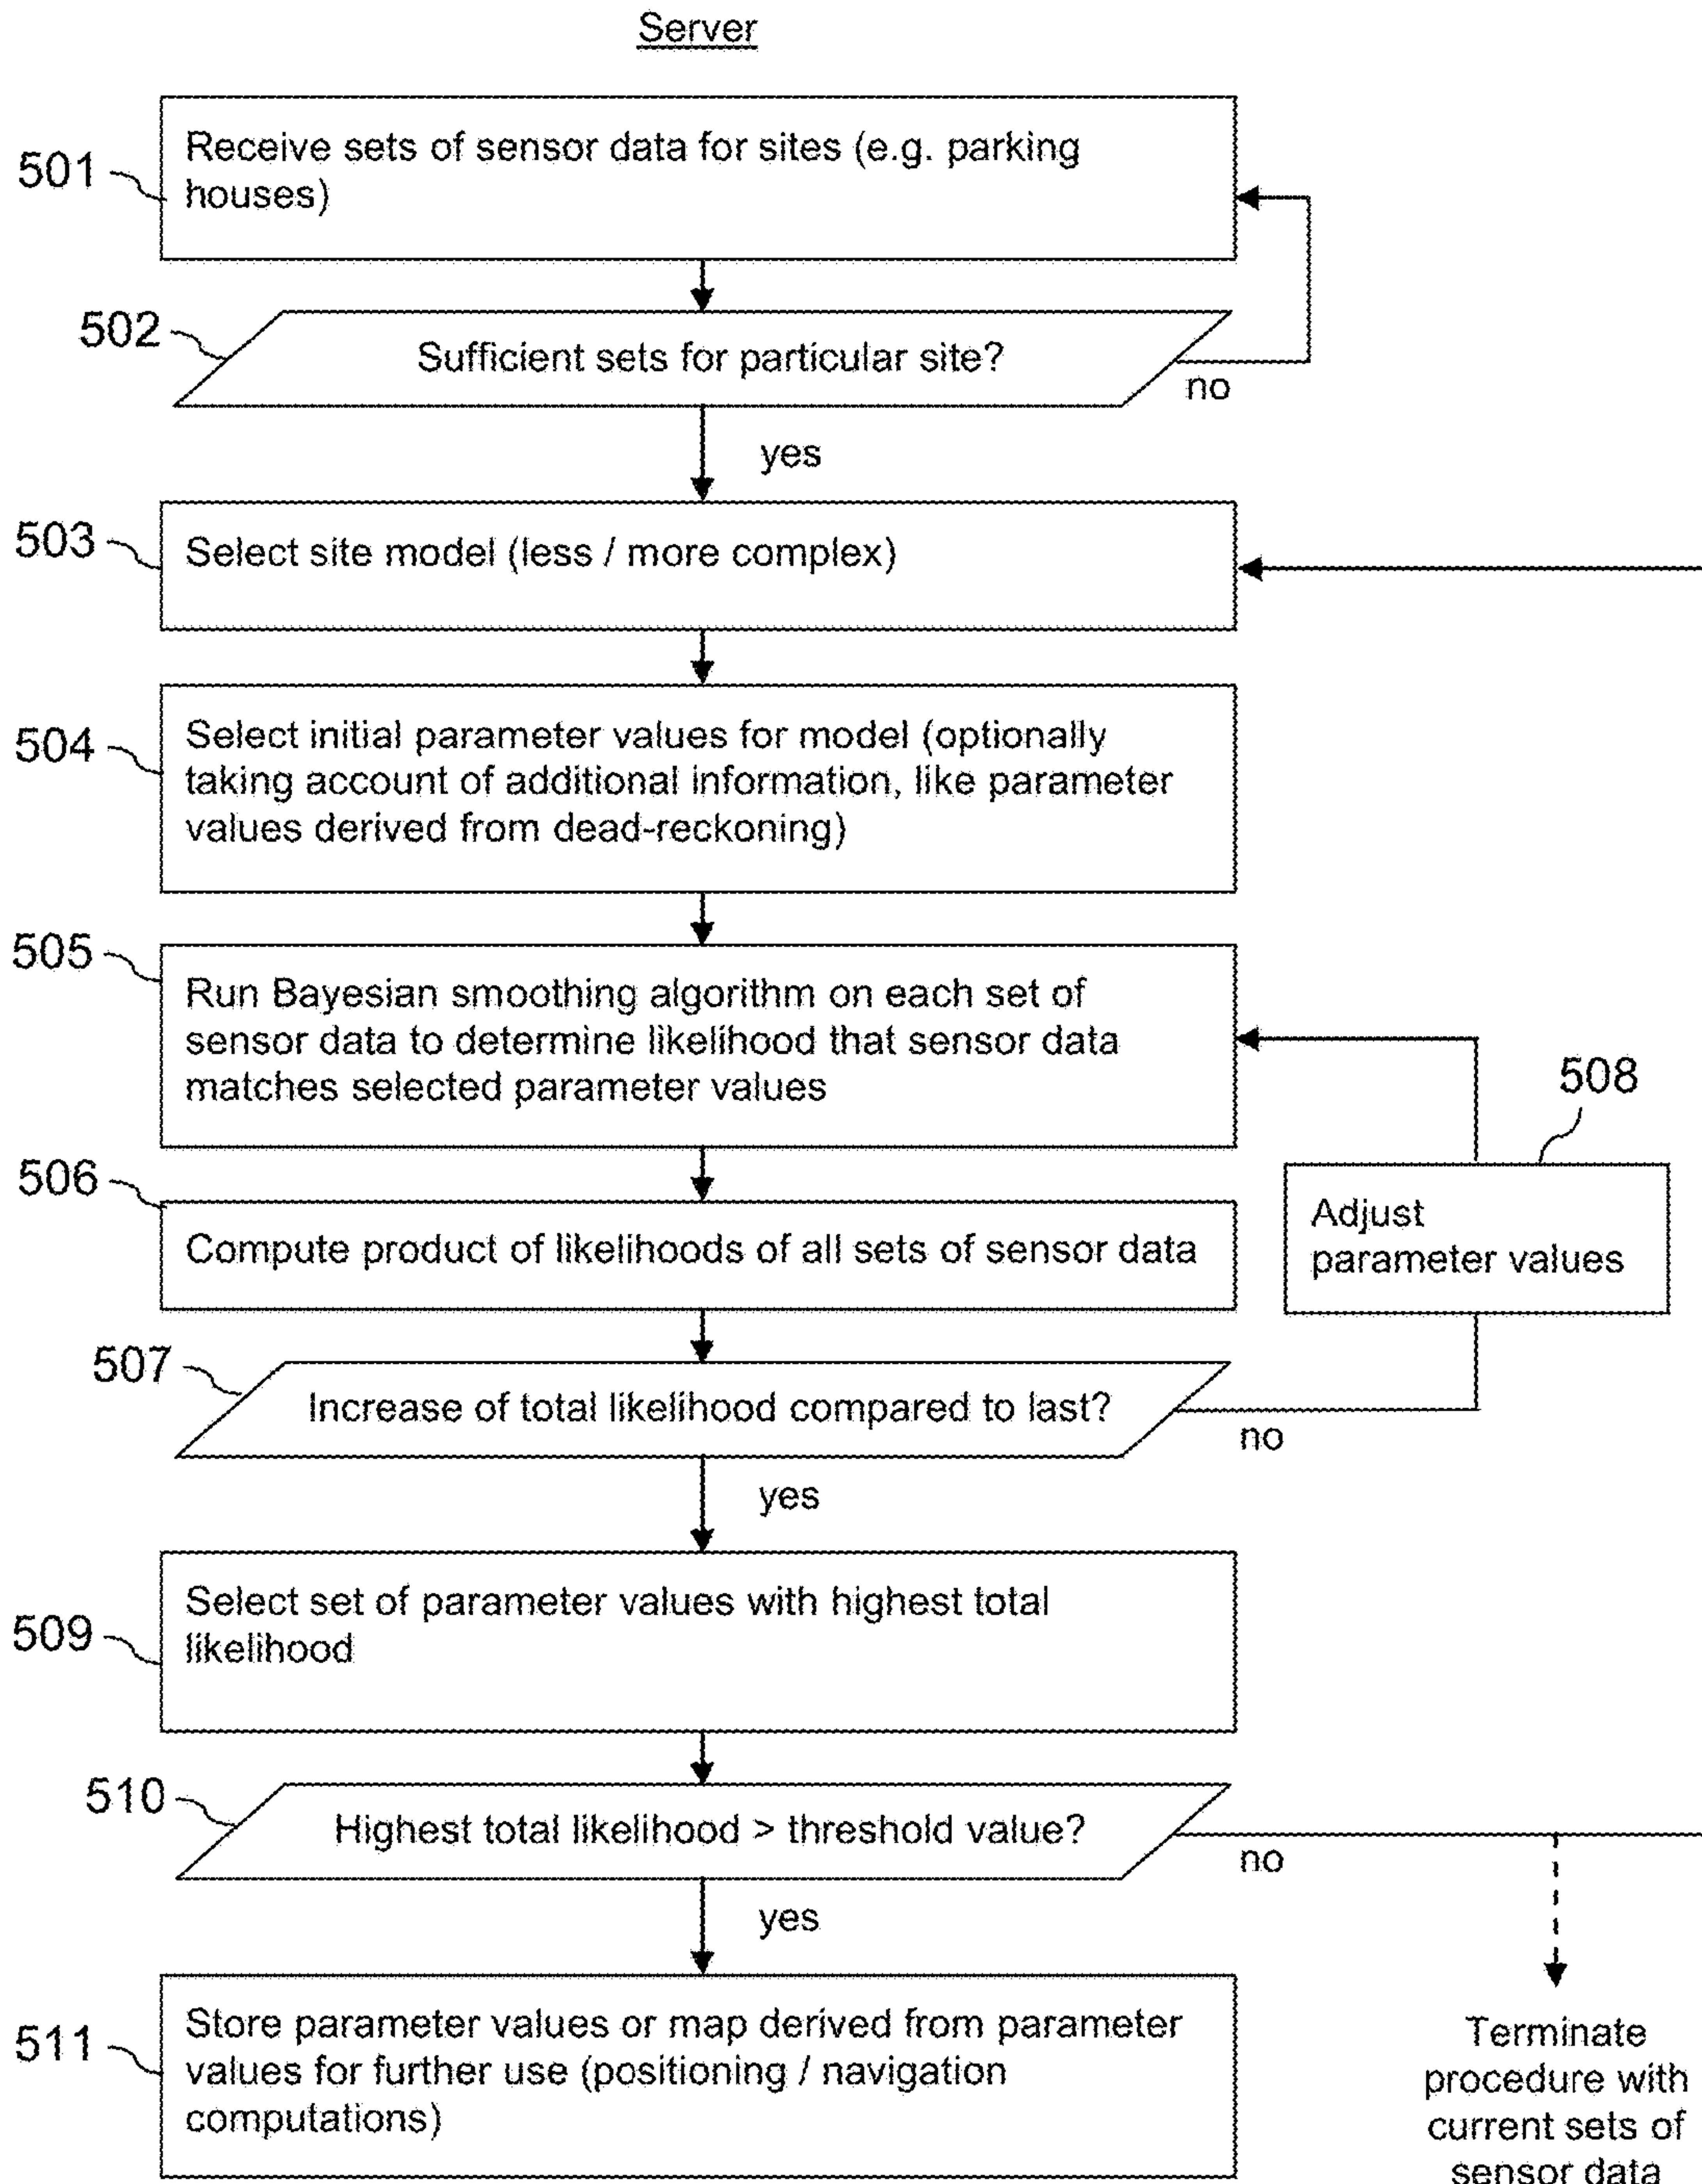 Server
501
Receive sets of sensor data for sites (e.g. parking
houses)
502
Sufficient sets for particular site?
no
yes
503
Select site model (less / more complex)
504
Select initial parameter values for model (optionally
taking account of additional information, like parameter
values derived from dead-reckoning)
505
Run Bayesian smoothing algorithm on each set of
sensor data to determine likelihood that sensor data
matches selected parameter values
506
Compute product of likelihoods of all sets of sensor data
508
Adjust
parameter values
507
Increase of total likelihood compared to last?
no
yes
509
Select set of parameter values with highest total
likelihood
510
Highest total likelihood > threshold value?
no
yes
511
Store parameter values or map derived from parameter
values for further use (positioning / navigation
computations)
Terminate
procedure with
current sets of
sensor data